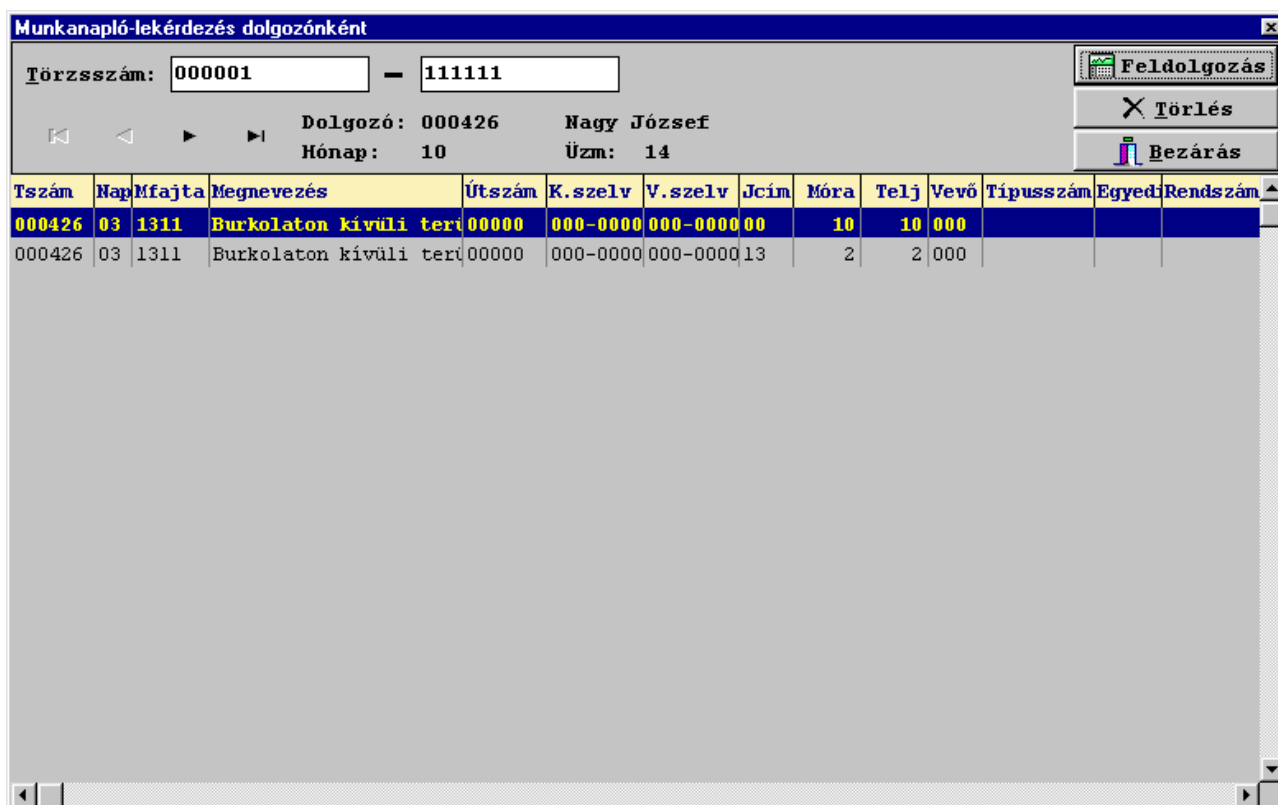 Munkanapló-lekérdezés dolgozónként
Törzsszám: 000001 – 111111
Feldolgozás
Törlés
Bezárás
Dolgozó: 000426 Nagy József
Hónap: 10 Üzm: 14
Tszám Nap Mfajta Megnevezés Útszám K.szelv V.szelv Jcím Móra Telj Vevő Típusszám Egyedi Rendszám
000426 03 1311 Burkolaton kívüli terü 00000 000-0000 000-0000 00 10 10 000
000426 03 1311 Burkolaton kívüli terü 00000 000-0000 000-0000 13 2 2 000